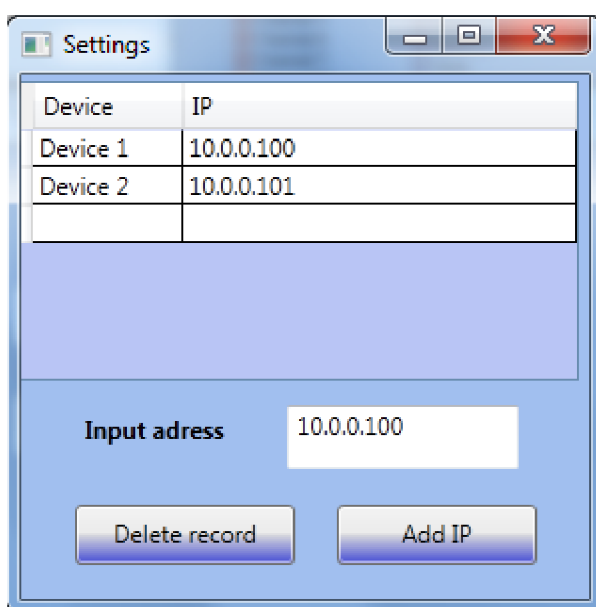 Settings
Device IP
Device 1 10.0.0.100
Device 2 10.0.0.101
Input adress 10.0.0.100
Delete record Add IP